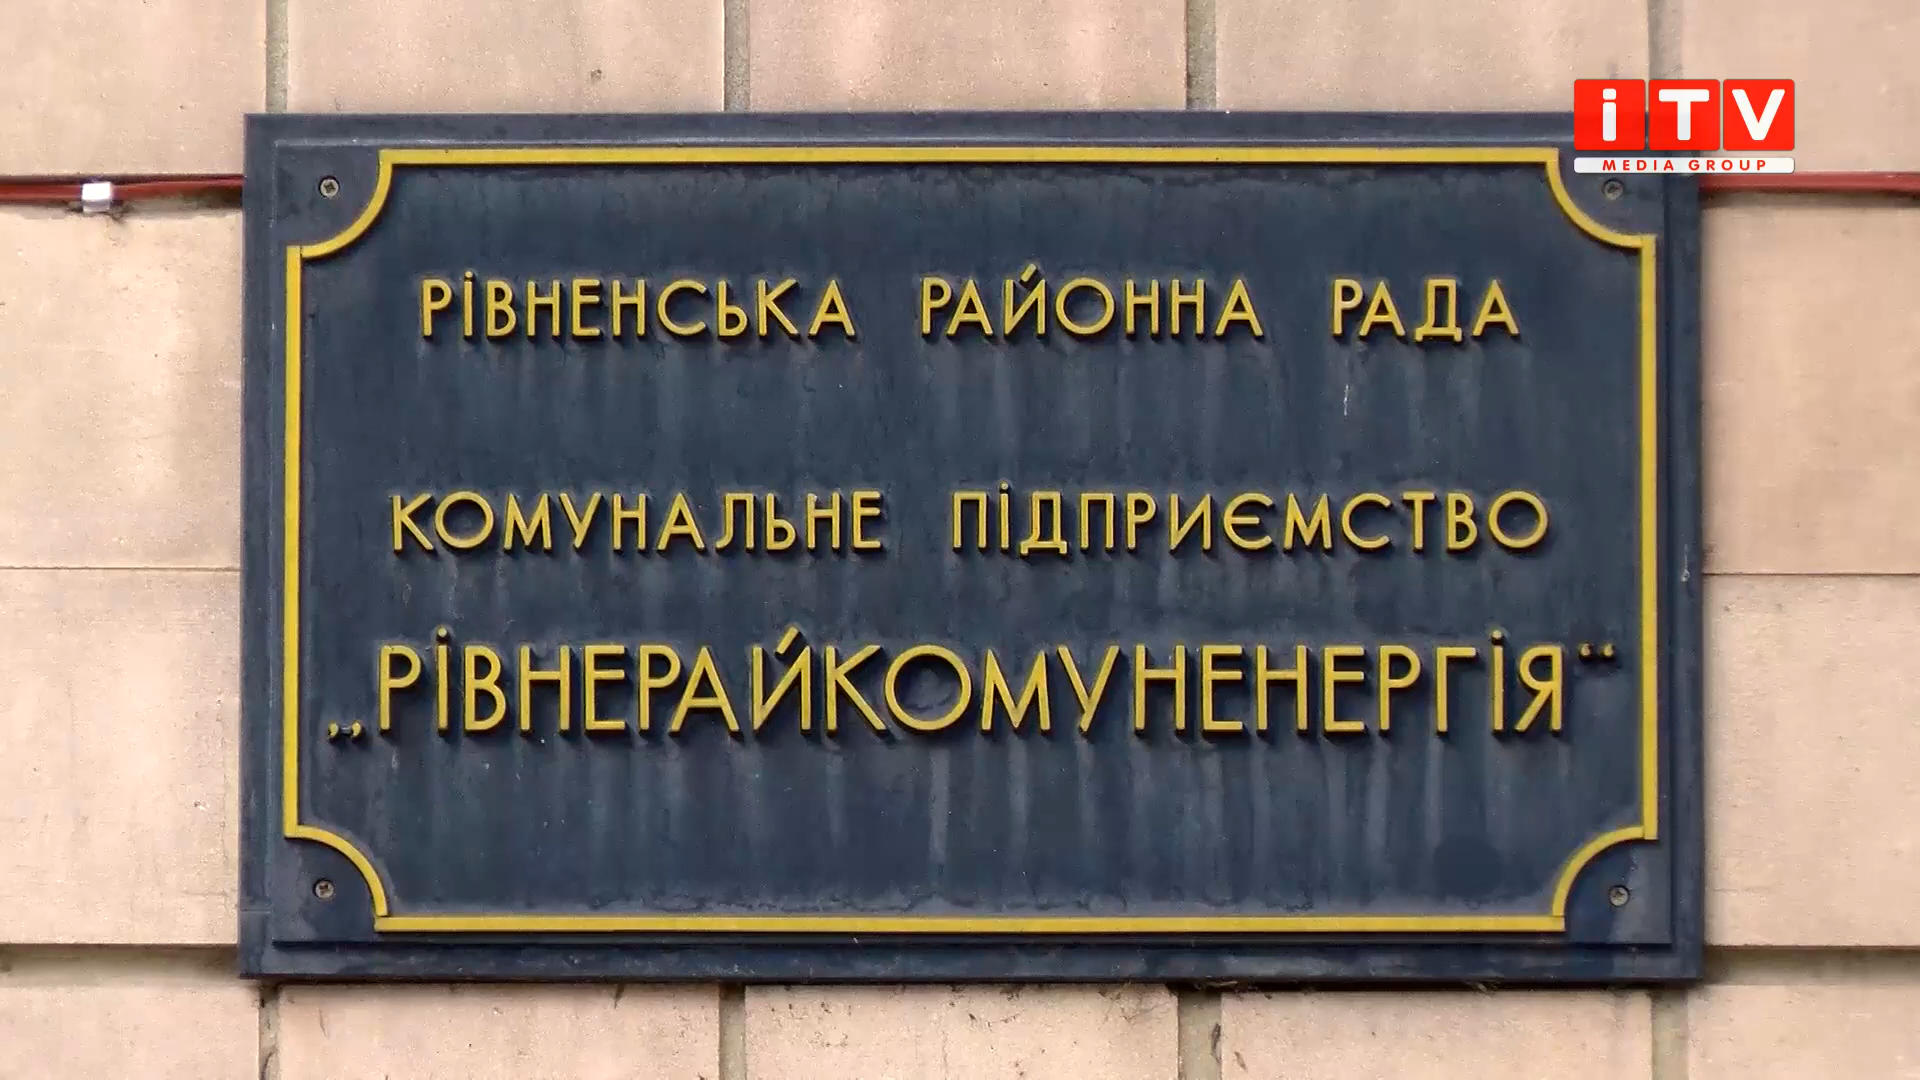 iTV
MEDIA GROUP
РІВНЕНСЬКА РАЙОННА РАДА
КОМУНАЛЬНЕ ПІДПРИЄМСТВО
„РІВНЕРАЙКОМУНЕНЕРГІЯ“